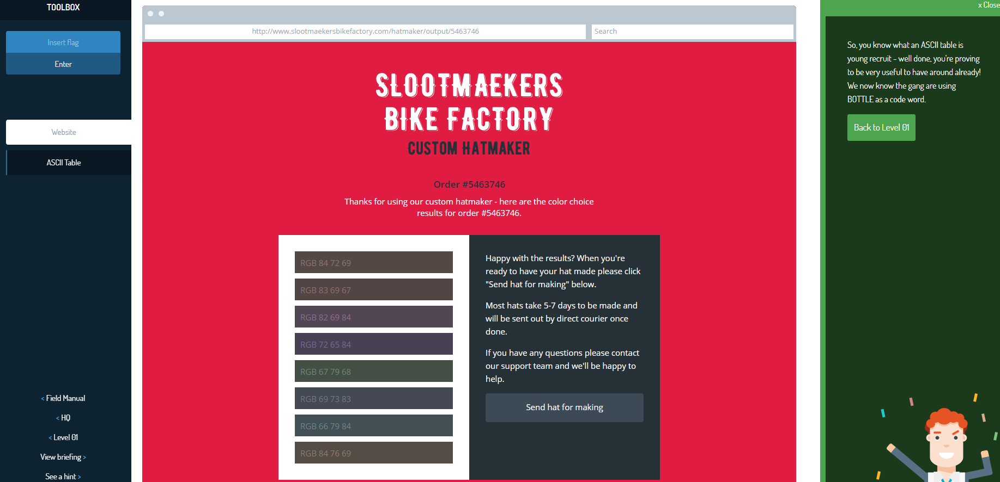 TOOLBOX
Insert flag
Enter
Website
ASCII Table
< Field Manual
< HQ
< Level 01
View briefing >
See a hint >
http://www.slootmaekersbikefactory.com/hatmaker/output/5463746
Search
SLOOTMAEKERS
BIKE FACTORY
CUSTOM HATMAKER
Order #5463746
Thanks for using our custom hatmaker - here are the color choice
results for order #5463746.
RGB 84 72 69
RGB 83 69 67
RGB 82 69 84
RGB 72 65 84
RGB 67 79 68
RGB 69 73 83
RGB 66 79 84
RGB 84 76 69
Happy with the results? When you're
ready to have your hat made please click
"Send hat for making" below.
Most hats take 5-7 days to be made and
will be sent out by direct courier once
done.
If you have any questions please contact
our support team and we'll be happy to
help.
Send hat for making
x Close
So, you know what an ASCII table is
young recruit - well done, you're proving
to be very useful to have around already!
We now know the gang are using
BOTTLE as a code word.
Back to Level 01